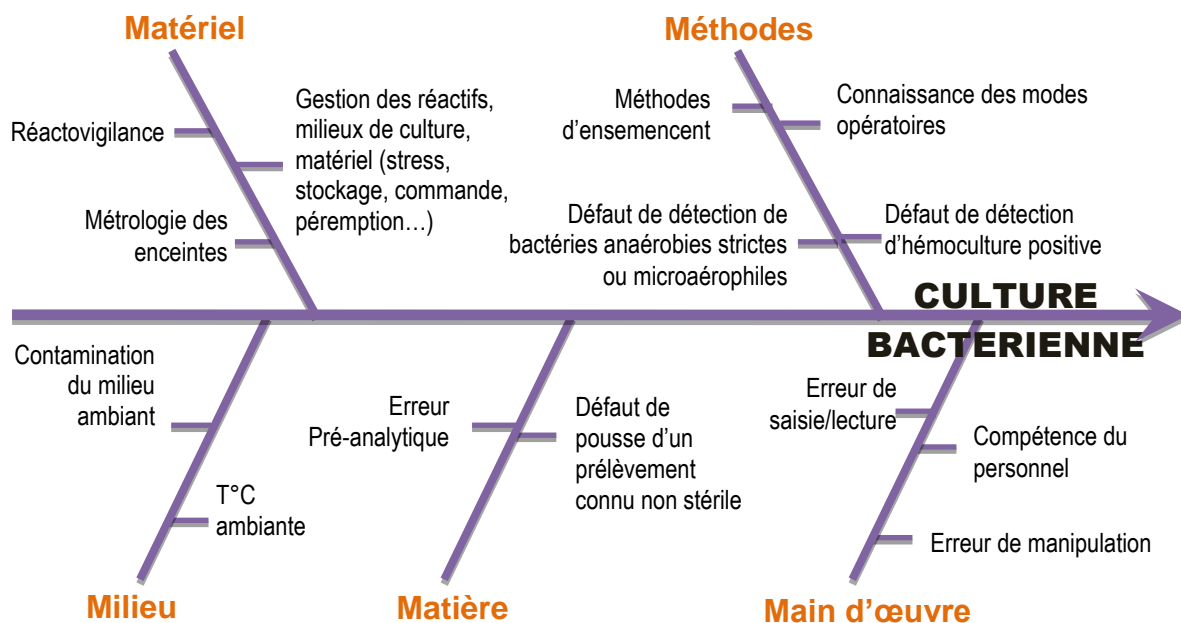 Matériel
Méthodes
Réactovigilance
Gestion des réactifs,
milieux de culture,
matériel (stress,
stockage, commande,
péremption…)
Métrologie des
enceintes
Méthodes
d’ensemencent
Connaissance des modes
opératoires
Défaut de détection de
bactéries anaérobies strictes
ou microaérophiles
Défaut de détection
d’hémoculture positive
CULTURE
BACTERIENNE
Contamination
du milieu
ambiant
T°C
ambiante
Erreur
Pré-analytique
Défaut de
pousse d’un
prélèvement
connu non stérile
Erreur de
saisie/lecture
Compétence du
personnel
Erreur de manipulation
Milieu
Matière
Main d’œuvre